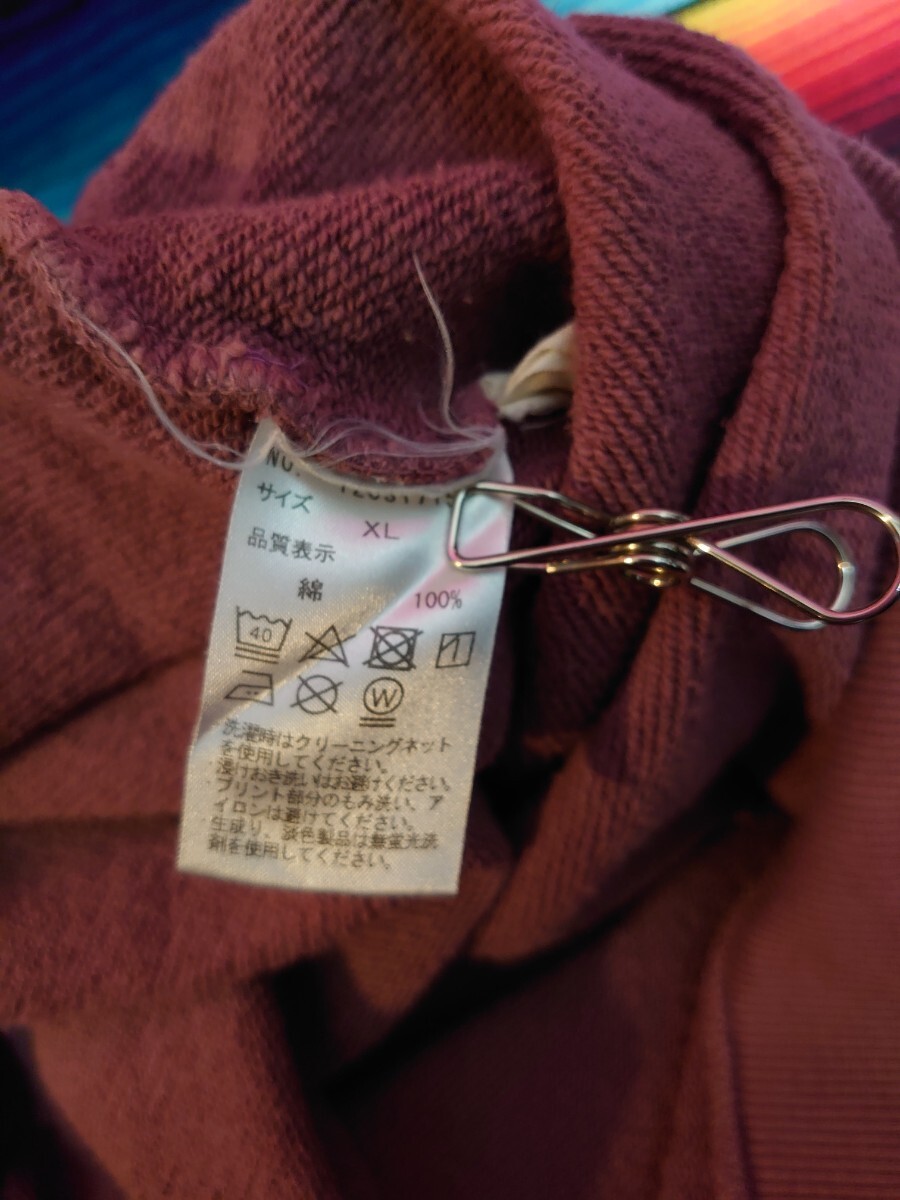 NO.
サイズ
XL
品質表示
綿 100%
40
W
洗濯時はクリーニングネット
を使用してください。
浸けおき洗いはお避けください。
プリント部分のもみ洗い、ア
イロンは避けてください。
生成り、淡色製品は無蛍光洗
剤を使用してください。